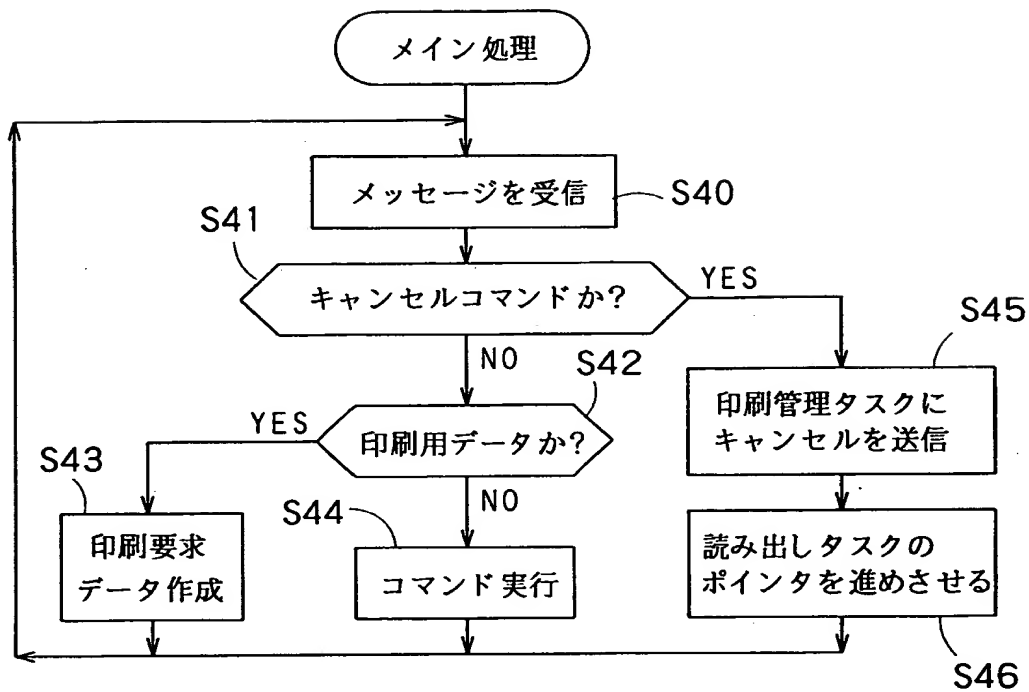 メイン処理
メッセージを受信
S40
S41
キャンセルコマンドか?
YES
NO
S42
印刷用データか?
YES
NO
S43
印刷要求
データ作成
S44
コマンド実行
S45
印刷管理タスクに
キャンセルを送信
読み出しタスクの
ポインタを進めさせる
S46